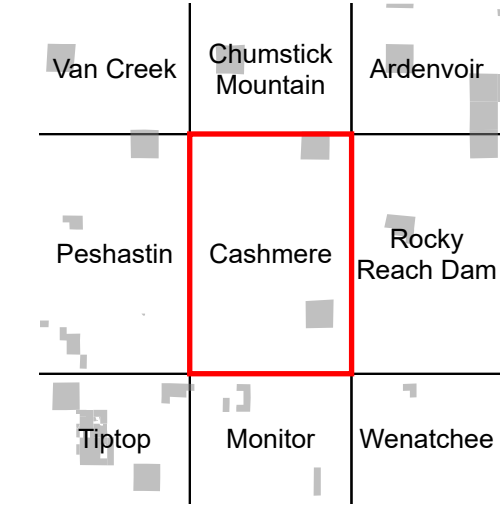 Van Creek
Chumstick
Mountain
Ardenvoir
Peshastin
Cashmere
Rocky
Reach Dam
Tiptop
Monitor
Wenatchee